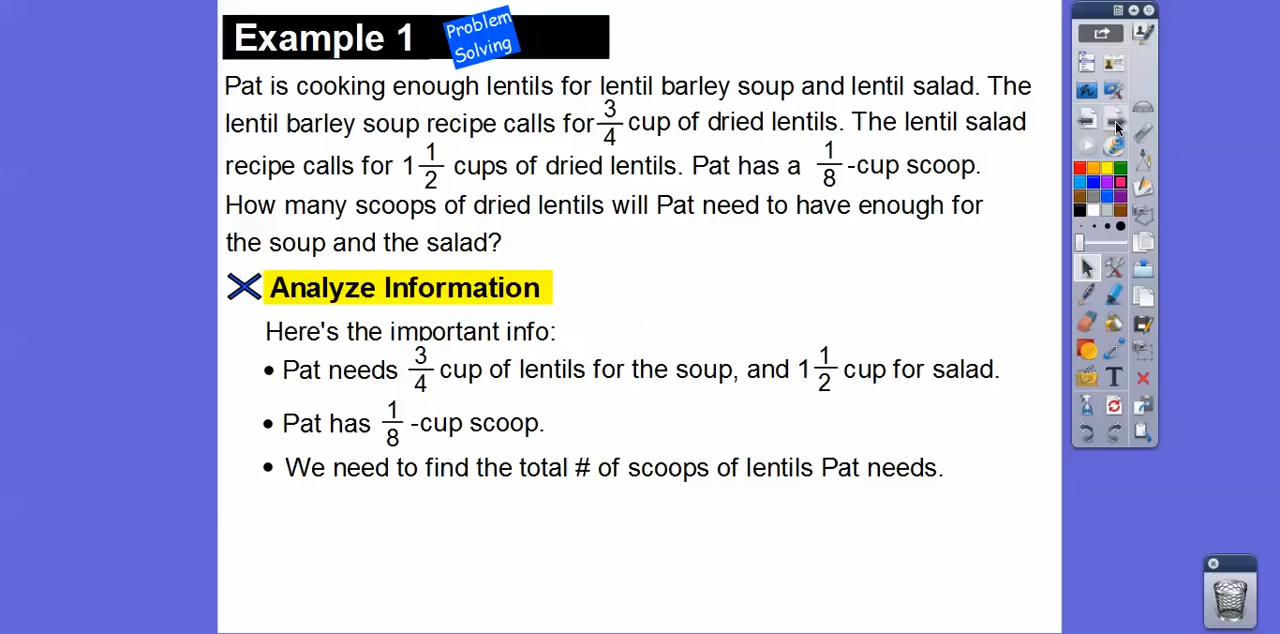 Example 1
Problem
Solving
Pat is cooking enough lentils for lentil barley soup and lentil salad. The
lentil barley soup recipe calls for 3/4 cup of dried lentils. The lentil salad
recipe calls for 1 1/2 cups of dried lentils. Pat has a 1/8 -cup scoop.
How many scoops of dried lentils will Pat need to have enough for
the soup and the salad?
Analyze Information
Here's the important info:
• Pat needs 3/4 cup of lentils for the soup, and 1 1/2 cup for salad.
• Pat has 1/8 -cup scoop.
• We need to find the total # of scoops of lentils Pat needs.
T